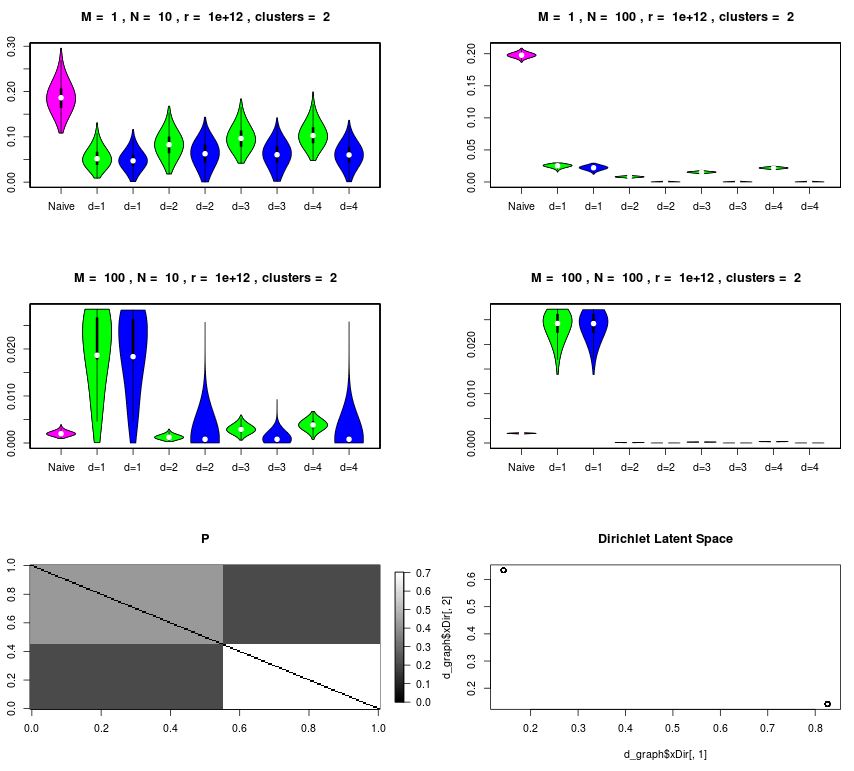 M = 1 , N = 10 , r = 1e+12 , clusters = 2
0.30
0.20
0.10
0.00
Naive d=1 d=1 d=2 d=2 d=3 d=3 d=4 d=4
M = 1 , N = 100 , r = 1e+12 , clusters = 2
0.20
0.15
0.10
0.05
0.00
Naive d=1 d=1 d=2 d=2 d=3 d=3 d=4 d=4
M = 100 , N = 10 , r = 1e+12 , clusters = 2
0.020
0.010
0.000
Naive d=1 d=1 d=2 d=2 d=3 d=3 d=4 d=4
M = 100 , N = 100 , r = 1e+12 , clusters = 2
0.020
0.010
0.000
Naive d=1 d=1 d=2 d=2 d=3 d=3 d=4 d=4
P
1.0
0.8
0.6
0.4
0.2
0.0
0.0 0.2 0.4 0.6 0.8 1.0
0.7
0.6
0.5
0.4
0.3
0.2
0.1
0.0
Dirichlet Latent Space
d_graph$xDir[, 2]
0.6
0.5
0.4
0.3
0.2
0.2 0.3 0.4 0.5 0.6 0.7 0.8
d_graph$xDir[, 1]